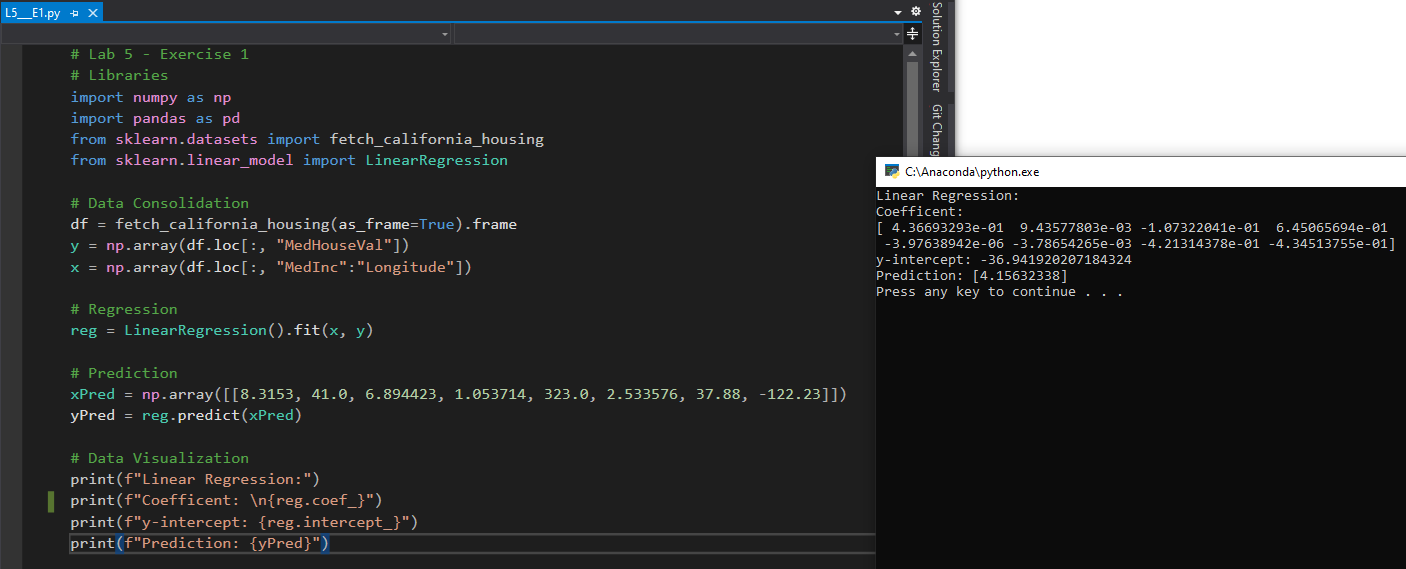 L5___E1.py
# Lab 5 - Exercise 1
# Libraries
import numpy as np
import pandas as pd
from sklearn.datasets import fetch_california_housing
from sklearn.linear_model import LinearRegression
# Data Consolidation
df = fetch_california_housing(as_frame=True).frame
y = np.array(df.loc[:, "MedHouseVal"])
x = np.array(df.loc[:, "MedInc":"Longitude"])
# Regression
reg = LinearRegression().fit(x, y)
# Prediction
xPred = np.array([[8.3153, 41.0, 6.894423, 1.053714, 323.0, 2.533576, 37.88, -122.23]])
yPred = reg.predict(xPred)
# Data Visualization
print(f"Linear Regression:")
print(f"Coefficent: \n{reg.coef_}")
print(f"y-intercept: {reg.intercept_}")
print(f"Prediction: {yPred}")
Solution Explorer
Git Chang
C:\Anaconda\python.exe
Linear Regression:
Coefficent:
[ 4.36693293e-01  9.43577803e-03 -1.07322041e-01  6.45065694e-01
 -3.97638942e-06 -3.78654265e-03 -4.21314378e-01 -4.34513755e-01]
y-intercept: -36.941920207184324
Prediction: [4.15632338]
Press any key to continue . . .